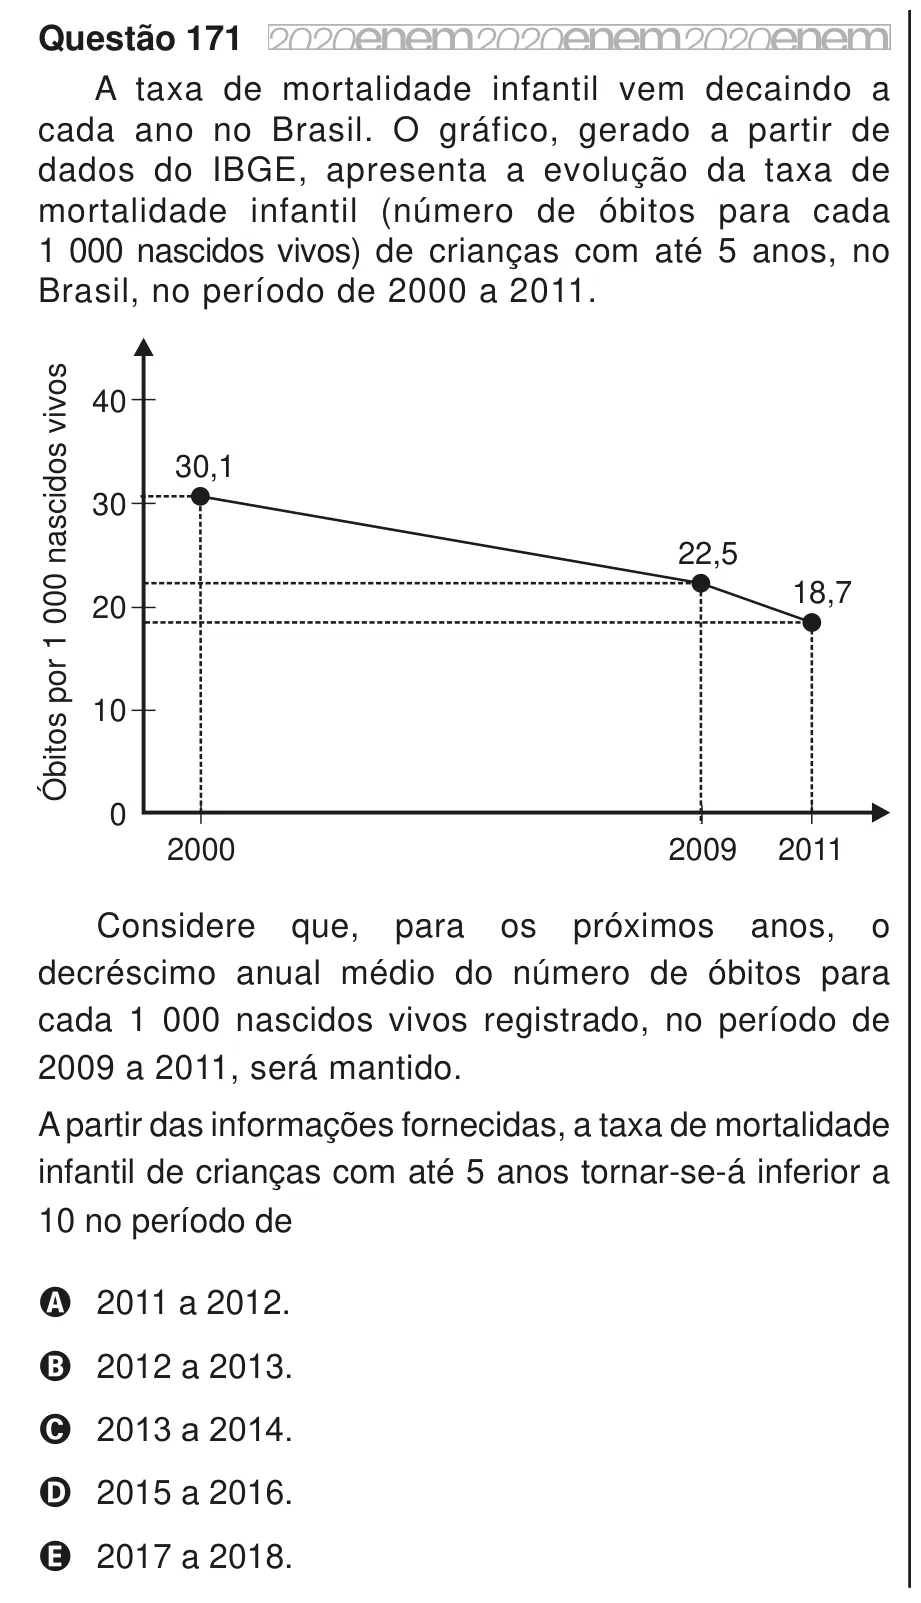 Questão 171 2020enem2020enem2020enem
A taxa de mortalidade infantil vem decaindo a
cada ano no Brasil. O gráfico, gerado a partir de
dados do IBGE, apresenta a evolução da taxa de
mortalidade infantil (número de óbitos para cada
1 000 nascidos vivos) de crianças com até 5 anos, no
Brasil, no período de 2000 a 2011.
Óbitos por 1 000 nascidos vivos
40
30,1
30
22,5
20
18,7
10
0
2000 2009 2011
Considere que, para os próximos anos, o
decréscimo anual médio do número de óbitos para
cada 1 000 nascidos vivos registrado, no período de
2009 a 2011, será mantido.
A partir das informações fornecidas, a taxa de mortalidade
infantil de crianças com até 5 anos tornar-se-á inferior a
10 no período de
A 2011 a 2012.
B 2012 a 2013.
C 2013 a 2014.
D 2015 a 2016.
E 2017 a 2018.